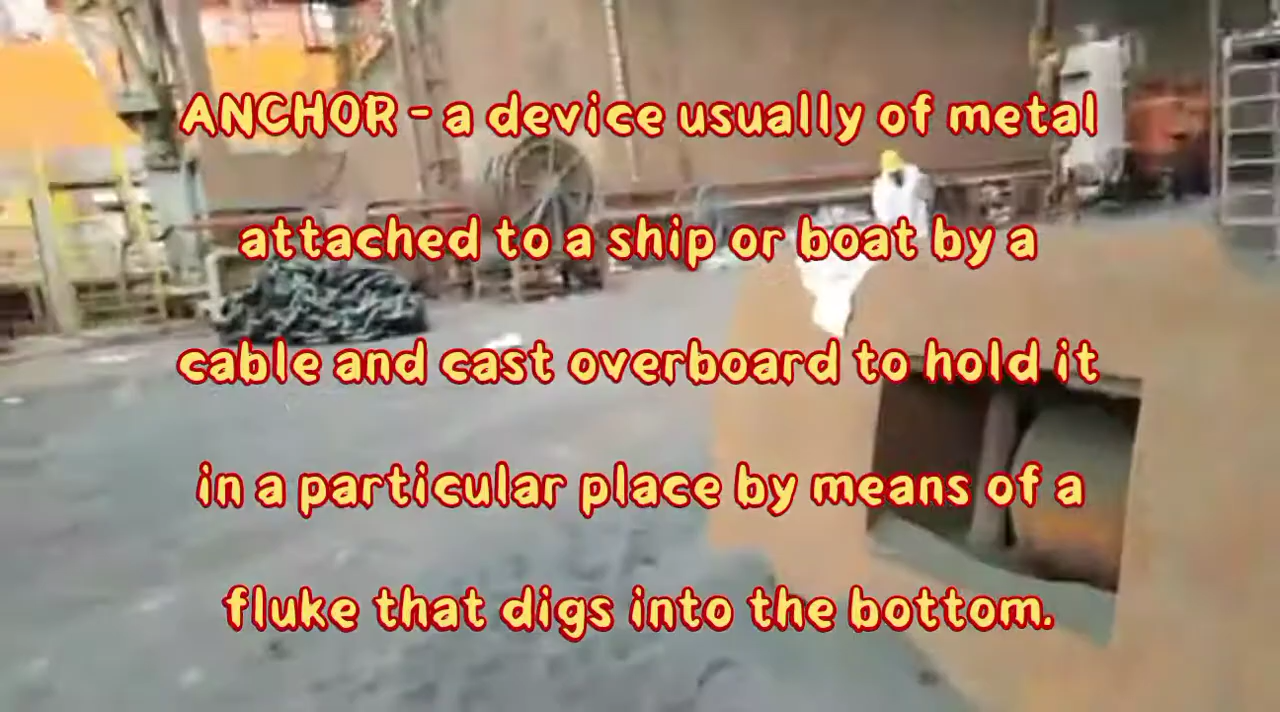 ANCHOR - a device usually of metal
attached to a ship or boat by a
cable and cast overboard to hold it
in a particular place by means of a
fluke that digs into the bottom.